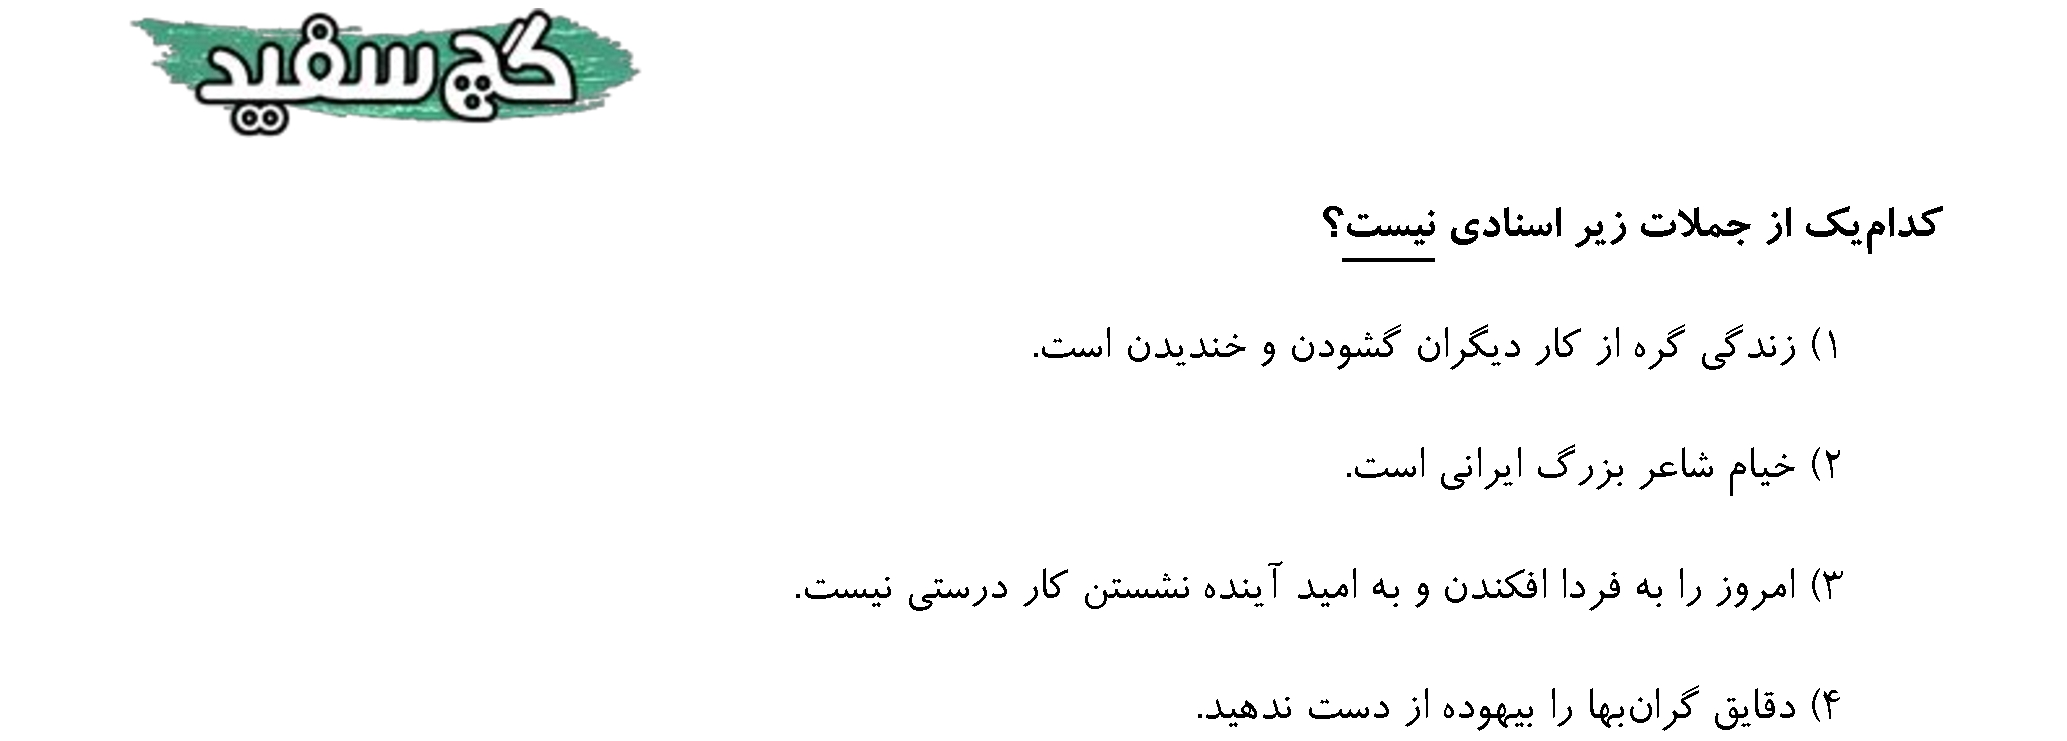 گچ سفید
کدام‌یک از جملات زیر اسنادی نیست؟
۱) زندگی گره از کار دیگران گشودن و خندیدن است.
۲) خیام شاعر بزرگ ایرانی است.
۳) امروز را به فردا افکندن و به امید آینده نشستن کار درستی نیست.
۴) دقایق گران‌بها را بیهوده از دست ندهید.